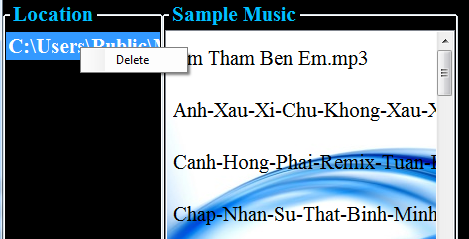 Location
Sample Music
C:\Users\Public\
Delete
Tham Ben Em.mp3
Anh-Xau-Xi-Chu-Khong-Xau-X
Canh-Hong-Phai-Remix-Tuan-
Chap-Nhan-Su-That-Binh-Minh